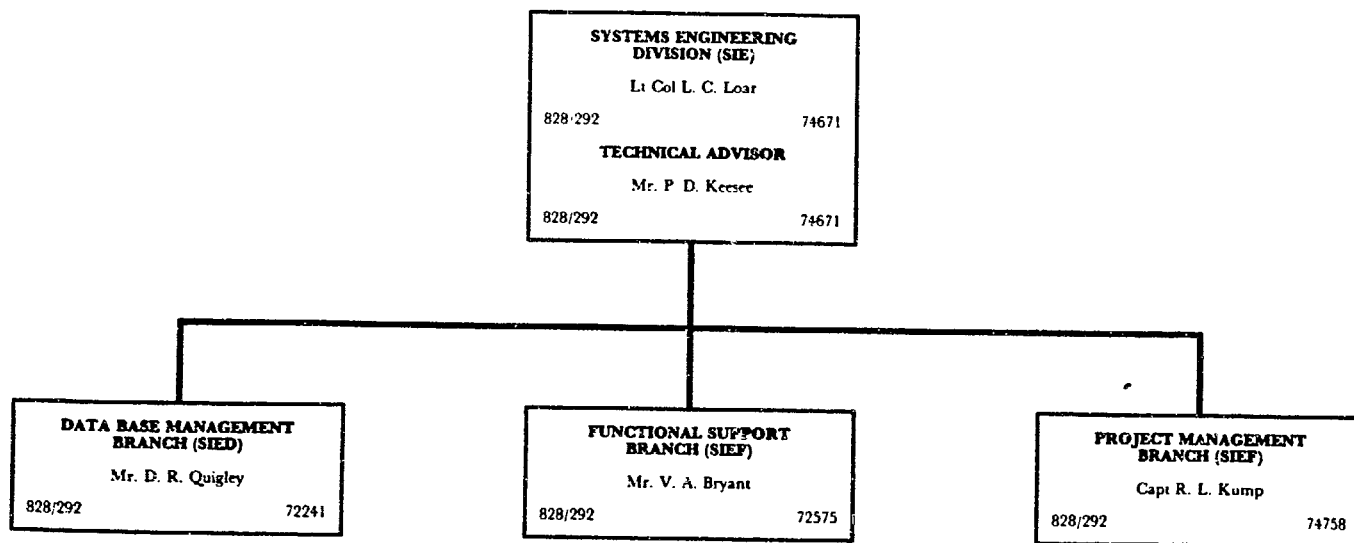 SYSTEMS ENGINEERING
DIVISION (SIE)
Lt Col L. C. Loar
828/292 74671
TECHNICAL ADVISOR
Mr. P. D. Keesee
828/292 74671
DATA BASE MANAGEMENT
BRANCH (SIED)
Mr. D. R. Quigley
828/292 72241
FUNCTIONAL SUPPORT
BRANCH (SIEF)
Mr. V. A. Bryant
828/292 72575
PROJECT MANAGEMENT
BRANCH (SIEF)
Capt R. L. Kump
828/292 74758